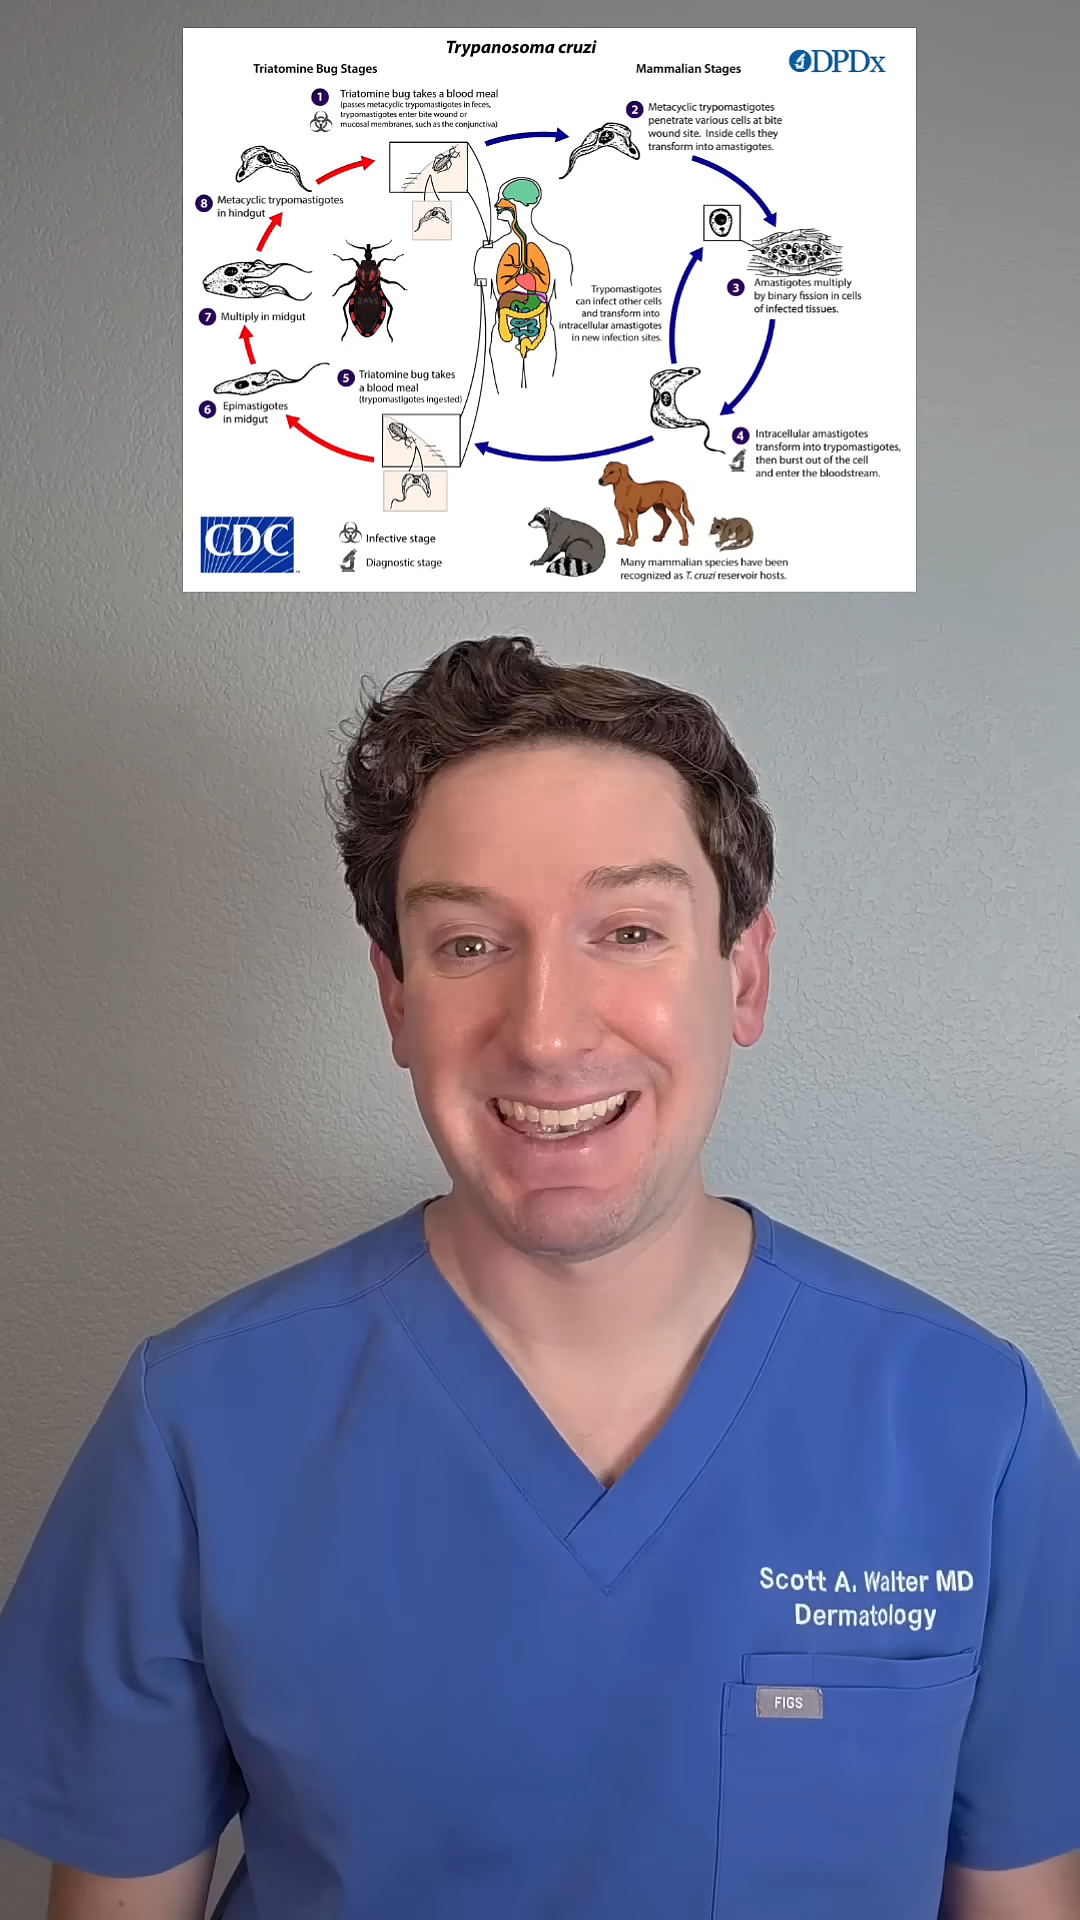 Trypanosoma cruzi
Triatomine Bug Stages
Mammalian Stages
DPDx
1 Triatomine bug takes a blood meal
(passes metacyclic trypomastigotes in feces,
trypomastigotes enter bite wound or
mucosal membranes, such as the conjunctiva)
2 Metacyclic trypomastigotes
penetrate various cells at bite
wound site. Inside cells they
transform into amastigotes.
8 Metacyclic trypomastigotes
in hindgut
3 Amastigotes multiply
by binary fission in cells
of infected tissues.
Trypomastigotes
can infect other cells
and transform into
intracellular amastigotes
in new infection sites.
7 Multiply in midgut
5 Triatomine bug takes
a blood meal
(trypomastigotes ingested)
6 Epimastigotes
in midgut
4 Intracellular amastigotes
transform into trypomastigotes,
then burst out of the cell
and enter the bloodstream.
CDC
Infective stage
Diagnostic stage
Many mammalian species have been
recognized as T. cruzi reservoir hosts.
Scott A. Walter MD
Dermatology
FIGS